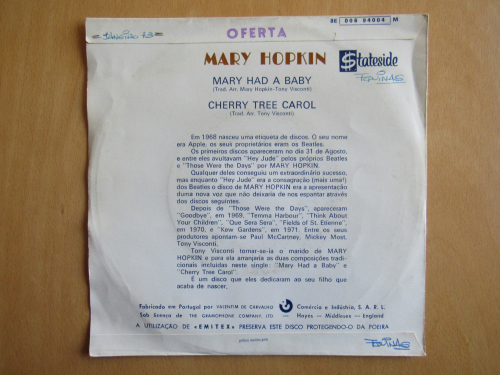 8E 006 94004 M
OFERTA
Janeiro 73
MARY HOPKIN
Stateside
MARY HAD A BABY
(Trad. Arr. Mary Hopkin-Tony Visconti)
CHERRY TREE CAROL
(Trad. Arr. Tony Visconti)
Em 1968 nasceu uma etiqueta de discos. O seu nome
era Apple, os seus proprietários eram os Beatles.
Os primeiros discos apareceram no dia 31 de Agosto,
e entre eles avultavam "Hey Jude" pelos próprios Beatles
e "Those Were the Days" por MARY HOPKIN.
Qualquer deles conseguiu um extraordinário sucesso,
mas enquanto "Hey Jude" era a consagração (mais uma!)
dos Beatles o disco de MARY HOPKIN era a apresentação
duma nova voz que não deixaria de nos espantar através
dos discos seguintes.
Depois de "Those Were the Days", apareceram
"Goodbye", em 1969, "Temma Harbour", "Think About
Your Children", "Que Sera Sera", "Fields of St. Etienne",
em 1970, e "Kew Gardens", em 1971. Entre os seus
produtores apontam-se Paul McCartney, Mickey Most,
Tony Visconti.
Tony Visconti tornar-se-ia o marido de MARY
HOPKIN e para ela arranjaria as duas composições tradi-
cionais incluídas neste single: "Mary Had a Baby" e
"Cherry Tree Carol".
É um disco que eles dedicaram ao seu filho que
acaba de nascer.
Fabricado em Portugal por VALENTIM DE CARVALHO
Comércio e Indústria, S. A. R. L.
Sob licença de THE GRAMOPHONE COMPANY, LTD
Hayes - Middlesex - England
A UTILIZAÇÃO DE «EMITEX» PRESERVA ESTE DISCO PROTEGENDO-O DA POEIRA